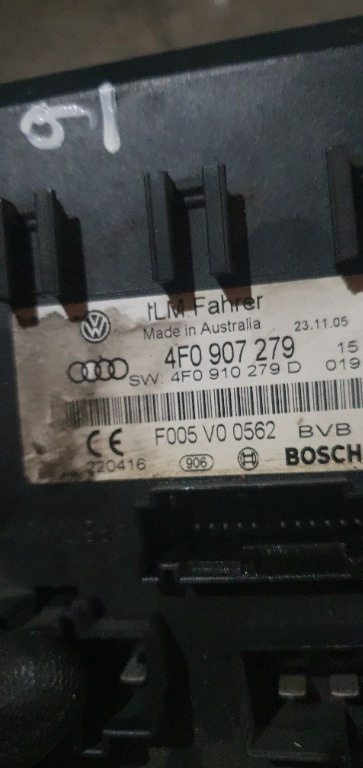 ILM Fahrer
Made in Australia 23.11.05
4F0 907 279 15
SW: 4F0 910 279 D 019
F005 V0 0562 BVB
CE
220416 906 BOSCH